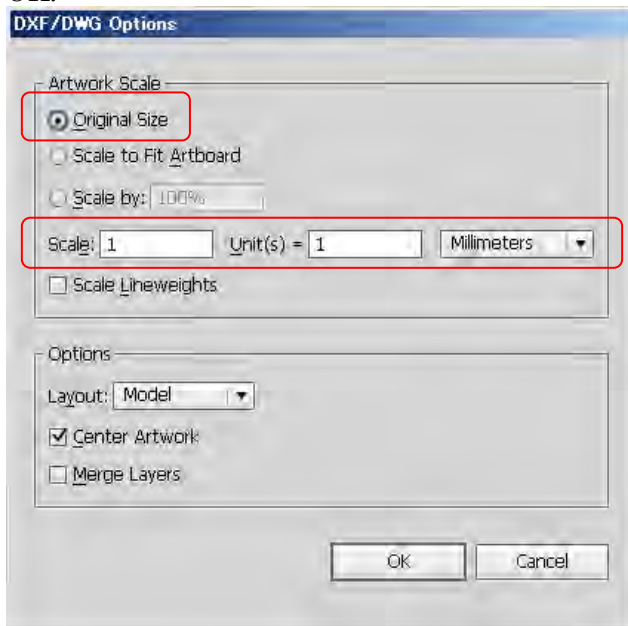 DXF/DWG Options
Artwork Scale
Original Size
Scale to Fit Artboard
Scale by: 100%
Scale: 1 Unit(s) = 1 Millimeters
Scale Lineweights
Options
Layout: Model
Center Artwork
Merge Layers
OK Cancel